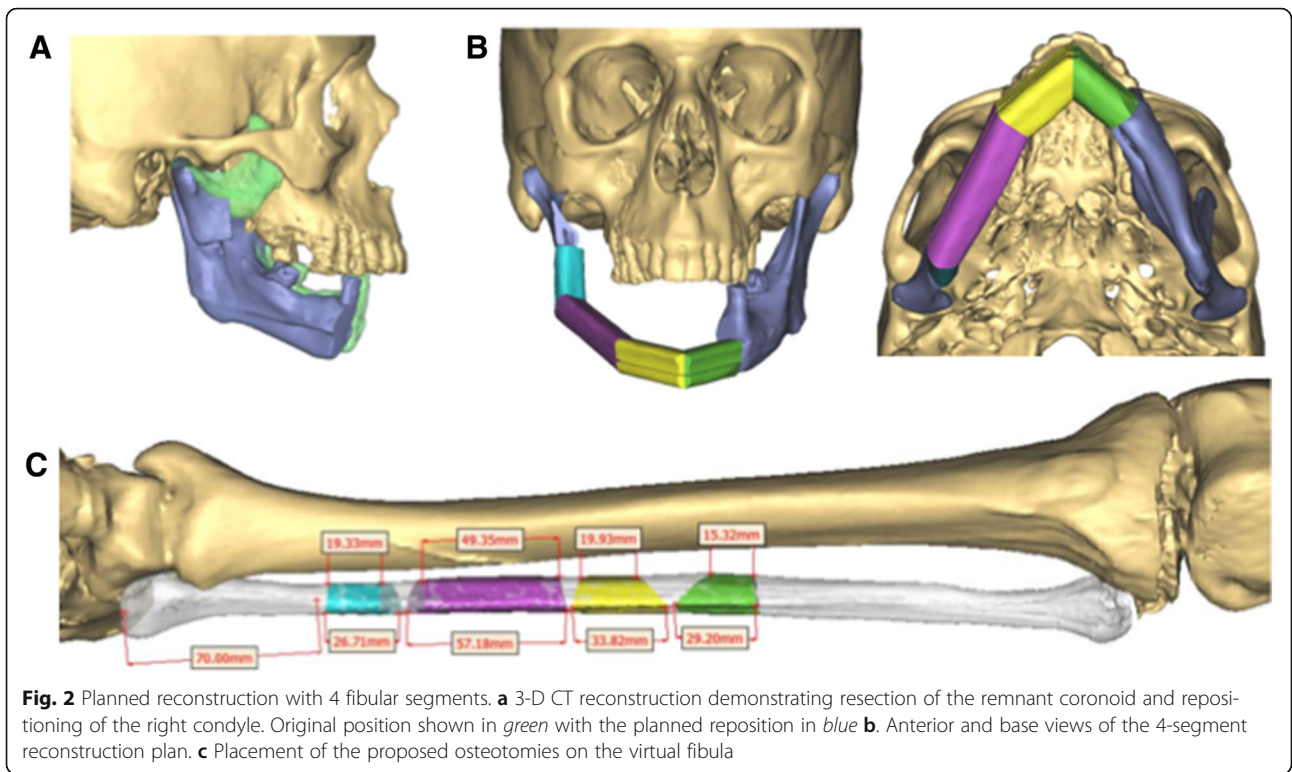 A
B
C
19.33mm
49.35mm
19.93mm
15.32mm
70.00mm
26.71mm
57.18mm
33.82mm
29.20mm
Fig. 2 Planned reconstruction with 4 fibular segments. a 3-D CT reconstruction demonstrating resection of the remnant coronoid and reposi-
tioning of the right condyle. Original position shown in green with the planned reposition in blue b. Anterior and base views of the 4-segment
reconstruction plan. c Placement of the proposed osteotomies on the virtual fibula